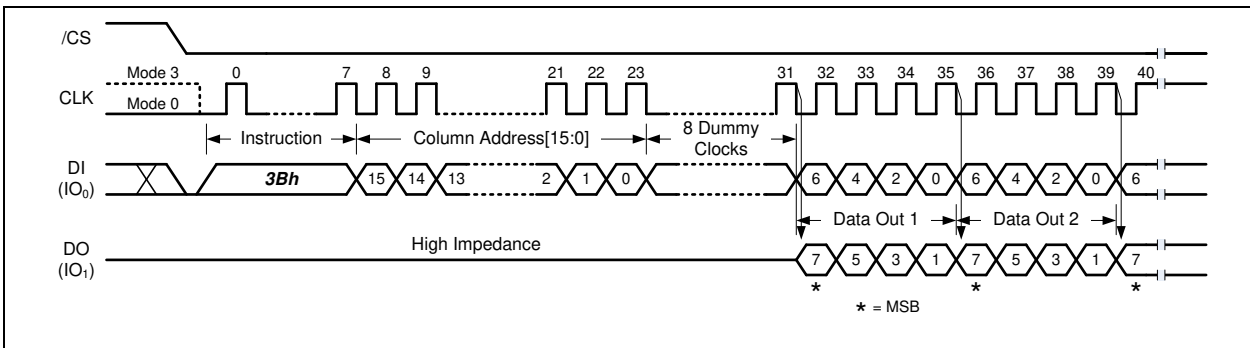 /CS
Mode 3 0 7 8 9 21 22 23 31 32 33 34 35 36 37 38 39 40
CLK
Mode 0
Instruction Column Address[15:0] 8 Dummy Clocks
DI
(IO0)
3Bh 15 14 13 2 1 0 6 4 2 0 6 4 2 0 6
Data Out 1 Data Out 2
DO
(IO1)
High Impedance
7 5 3 1 7 5 3 1 7
* * *
* = MSB